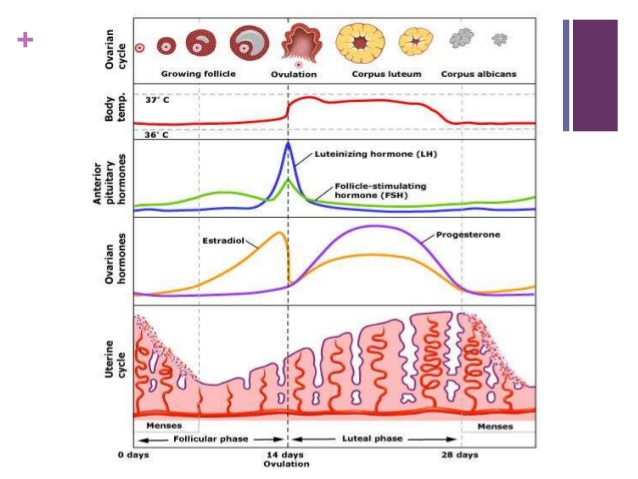 +
Ovarian
cycle
Growing follicle
Ovulation
Corpus luteum
Corpus albicans
Body
temp.
37° C
36° C
Anterior
pituitary
hormones
Luteinizing hormone (LH)
Follicle-stimulating
hormone (FSH)
Ovarian
hormones
Estradiol
Progesterone
Uterine
cycle
Menses
Menses
Follicular phase
Luteal phase
0 days
14 days
Ovulation
28 days